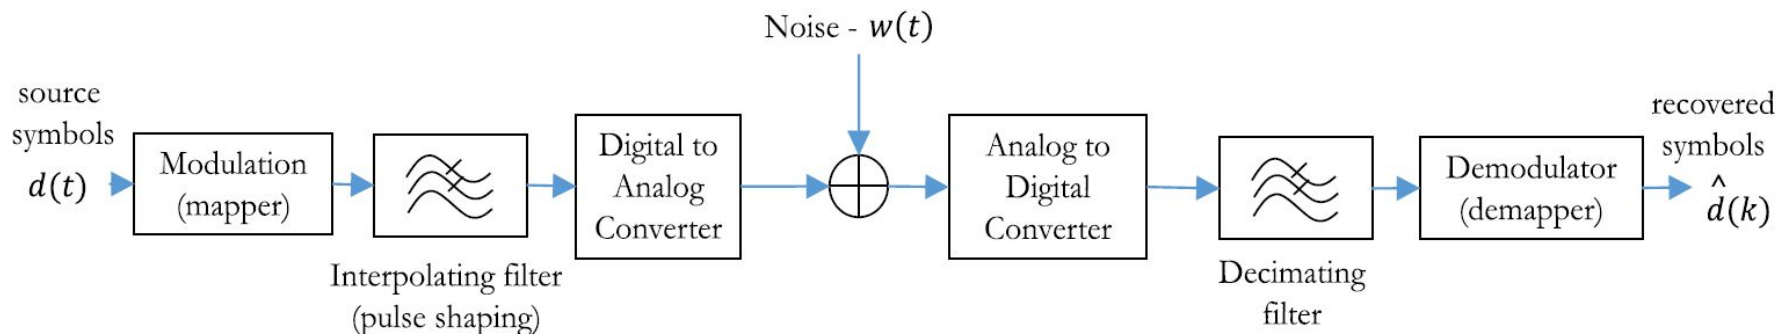 Noise - w(t)
source
symbols
d(t)
Modulation
(mapper)
Interpolating filter
(pulse shaping)
Digital to
Analog
Converter
Analog to
Digital
Converter
Decimating
filter
Demodulator
(demapper)
recovered
symbols
d̂(k)